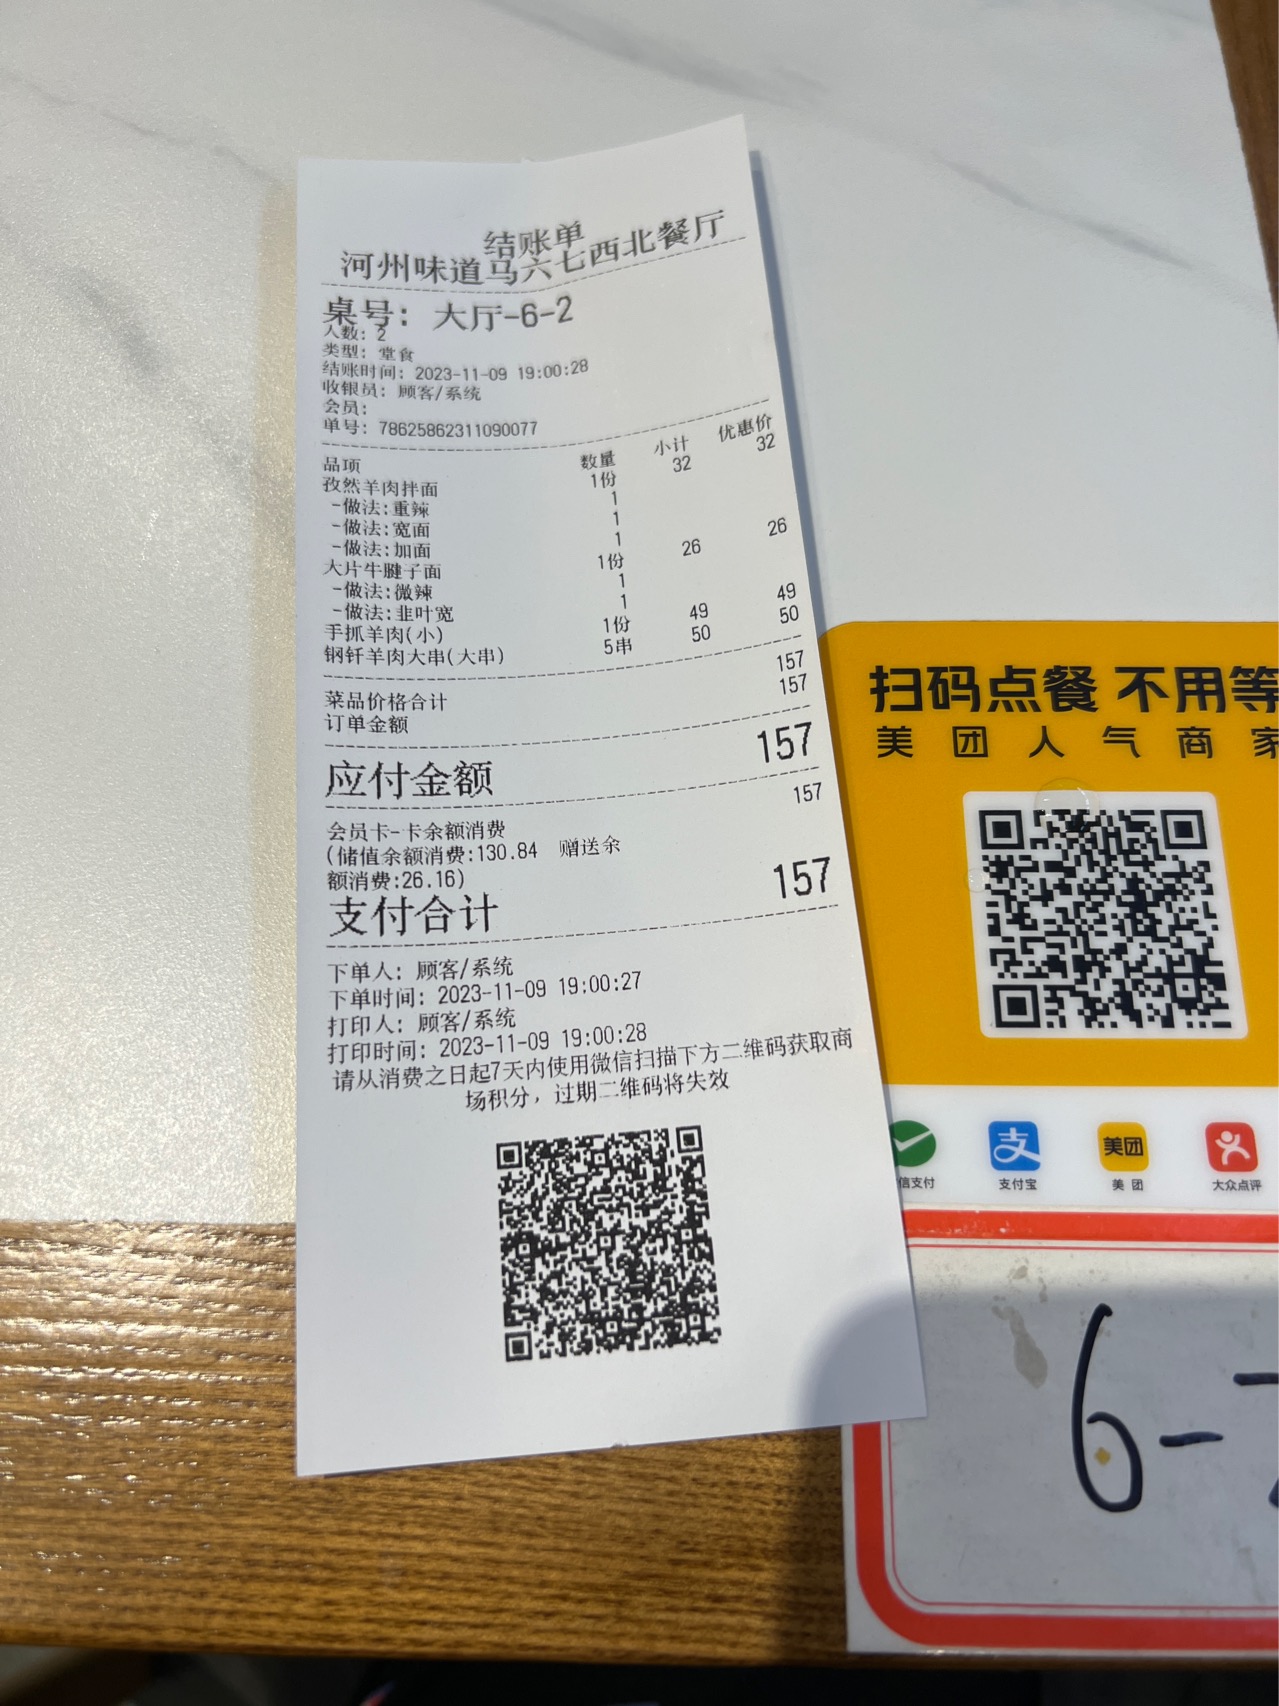 结账单
河州味道马六七西北餐厅
桌号: 大厅-6-2
人数: 2
类型: 堂食
结账时间: 2023-11-09 19:00:28
收银员: 顾客/系统
会员:
单号: 78625862311090077
品项 数量 小计 优惠价
孜然羊肉拌面 1份 32 32
-做法:重辣 1
-做法:宽面 1
-做法:加面 1
大片牛腱子面 1份 26 26
-做法:微辣 1
-做法:韭叶宽 1
手抓羊肉(小) 1份 49 49
钢钎羊肉大串(大串) 5串 50 50
菜品价格合计 157
订单金额 157
应付金额 157
会员卡-卡余额消费 157
(储值余额消费:130.84 赠送余
额消费:26.16)
支付合计 157
下单人: 顾客/系统
下单时间: 2023-11-09 19:00:27
打印人: 顾客/系统
打印时间: 2023-11-09 19:00:28
请从消费之日起7天内使用微信扫描下方二维码获取商
场积分，过期二维码将失效
扫码点餐 不用等
美团人气商家
信支付 支付宝 美团 大众点评
美团
6-